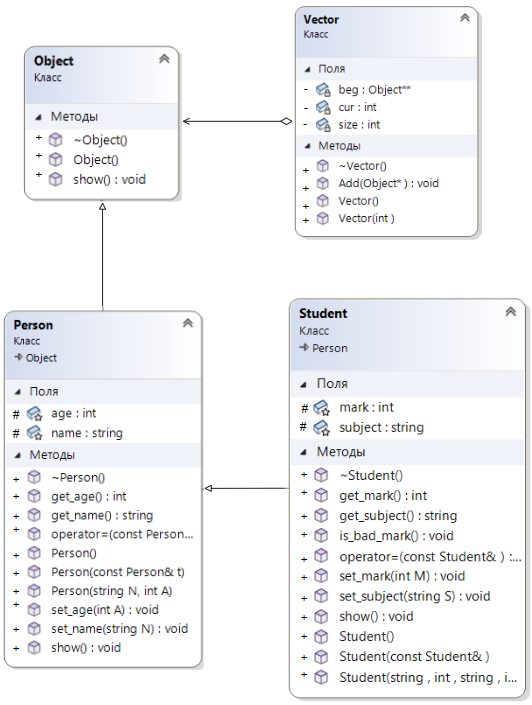 Object
Класс
Методы
+ ~Object()
+ Object()
+ show() : void
Vector
Класс
Поля
- beg : Object**
- cur : int
- size : int
Методы
+ ~Vector()
+ Add(Object* ) : void
+ Vector()
+ Vector(int )
Person
Класс
Object
Поля
# age : int
# name : string
Методы
+ ~Person()
+ get_age() : int
+ get_name() : string
+ operator=(const Person...
+ Person()
+ Person(const Person& t)
+ Person(string N, int A)
+ set_age(int A) : void
+ set_name(string N) : void
+ show() : void
Student
Класс
Person
Поля
# mark : int
# subject : string
Методы
+ ~Student()
+ get_mark() : int
+ get_subject() : string
+ is_bad_mark() : void
+ operator=(const Student& ) :...
+ set_mark(int M) : void
+ set_subject(string S) : void
+ show() : void
+ Student()
+ Student(const Student& )
+ Student(string , int , string , i...